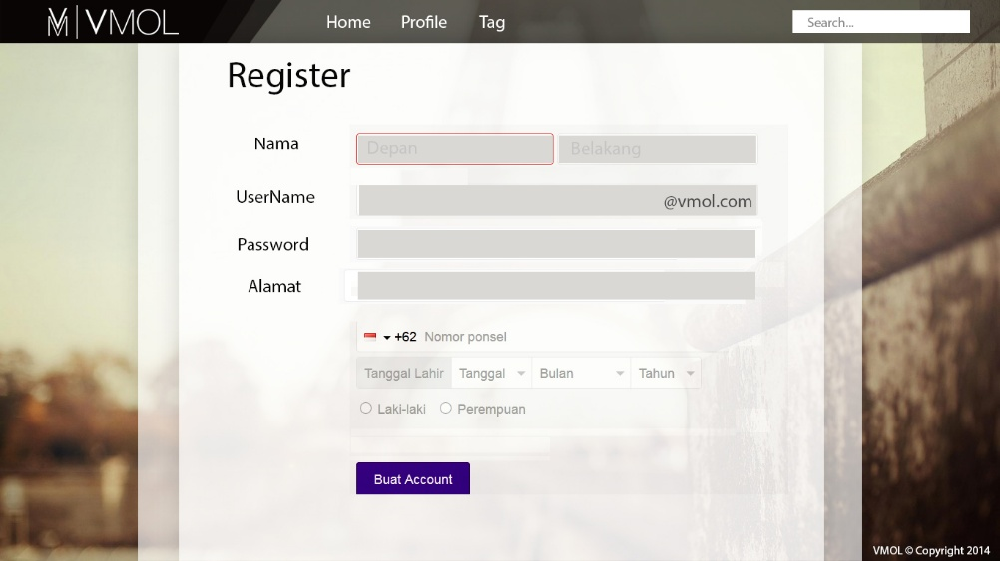 VMOL Home Profile Tag Search...
Register
Nama Depan Belakang
UserName @vmol.com
Password
Alamat
+62 Nomor ponsel
Tanggal Lahir Tanggal Bulan Tahun
Laki-laki Perempuan
Buat Account
VMOL © Copyright 2014